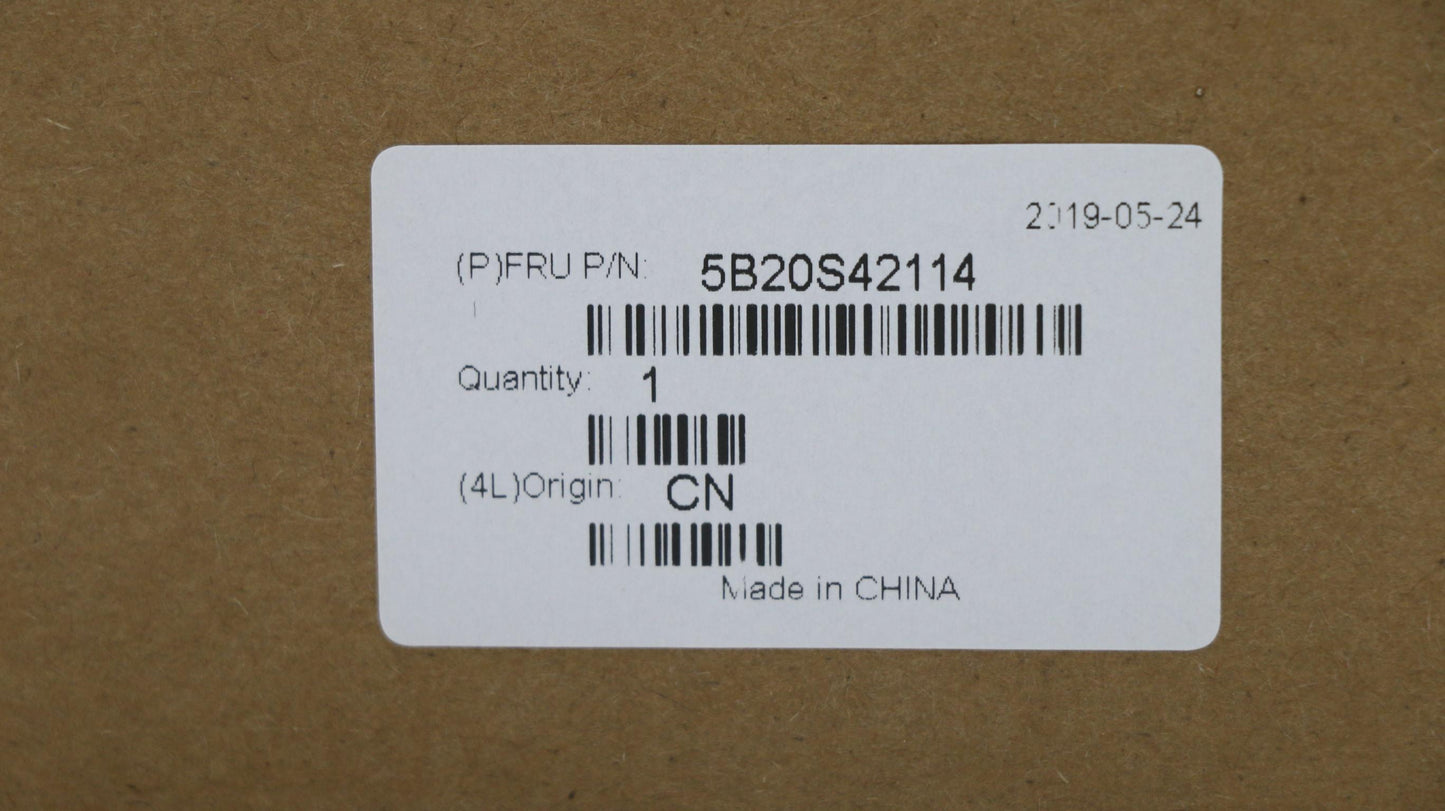 2019-05-24
(P)FRU P/N: 5B20S42114
Quantity: 1
(4L)Origin: CN
Made in CHINA